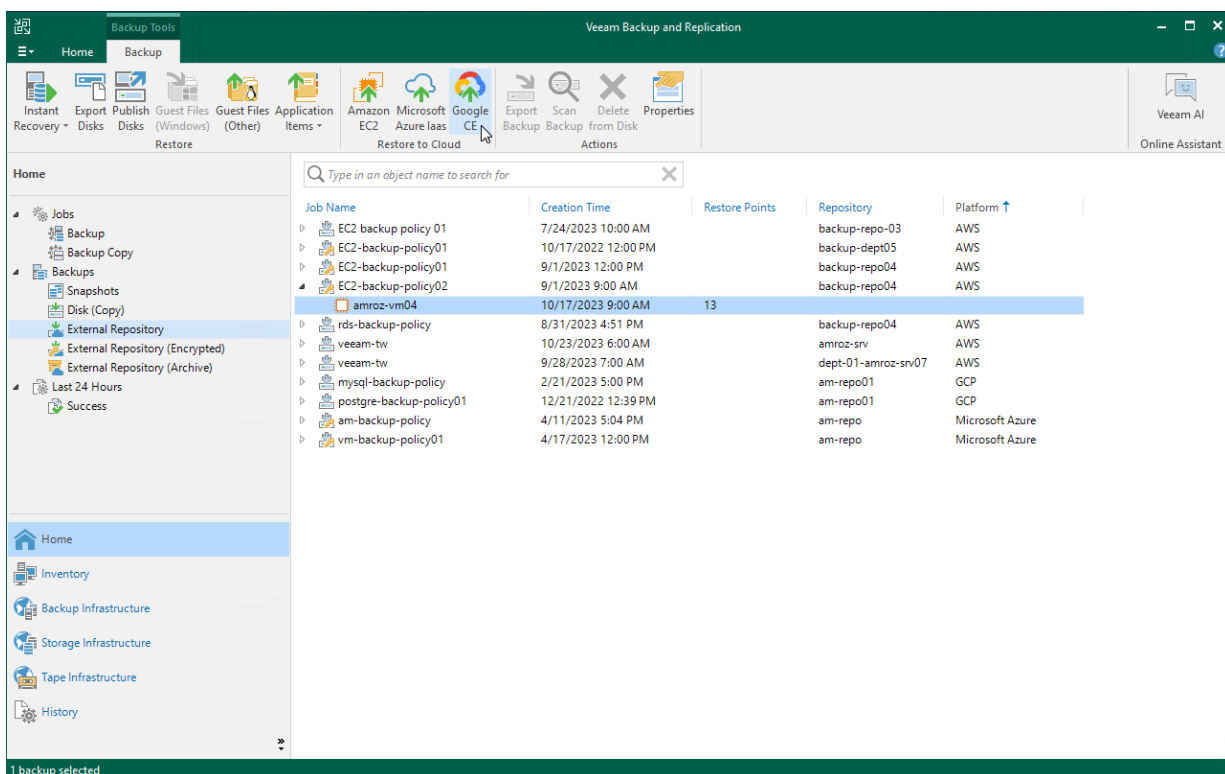 Backup Tools
Veeam Backup and Replication
Home Backup
?
Instant Recovery
Export Disks
Publish Disks
Guest Files (Windows)
Guest Files (Other)
Application Items
Restore
Amazon EC2
Microsoft Azure Iaas
Google CE
Restore to Cloud
Export Backup
Scan Backup
Delete from Disk
Properties
Actions
Veeam AI
Online Assistant
Home
Jobs
Backup
Backup Copy
Backups
Snapshots
Disk (Copy)
External Repository
External Repository (Encrypted)
External Repository (Archive)
Last 24 Hours
Success
Home
Inventory
Backup Infrastructure
Storage Infrastructure
Tape Infrastructure
History
Type in an object name to search for
Job Name Creation Time Restore Points Repository Platform
EC2 backup policy 01 7/24/2023 10:00 AM backup-repo-03 AWS
EC2-backup-policy01 10/17/2022 12:00 PM backup-dept05 AWS
EC2-backup-policy01 9/1/2023 12:00 PM backup-repo04 AWS
EC2-backup-policy02 9/1/2023 9:00 AM backup-repo04 AWS
amroz-vm04 10/17/2023 9:00 AM 13
rds-backup-policy 8/31/2023 4:51 PM backup-repo04 AWS
veeam-tw 10/23/2023 6:00 AM amroz-srv AWS
veeam-tw 9/28/2023 7:00 AM dept-01-amroz-srv07 AWS
mysql-backup-policy 2/21/2023 5:00 PM am-repo01 GCP
postgre-backup-policy01 12/21/2022 12:39 PM am-repo01 GCP
am-backup-policy 4/11/2023 5:04 PM am-repo Microsoft Azure
vm-backup-policy01 4/17/2023 12:00 PM am-repo Microsoft Azure
1 backup selected